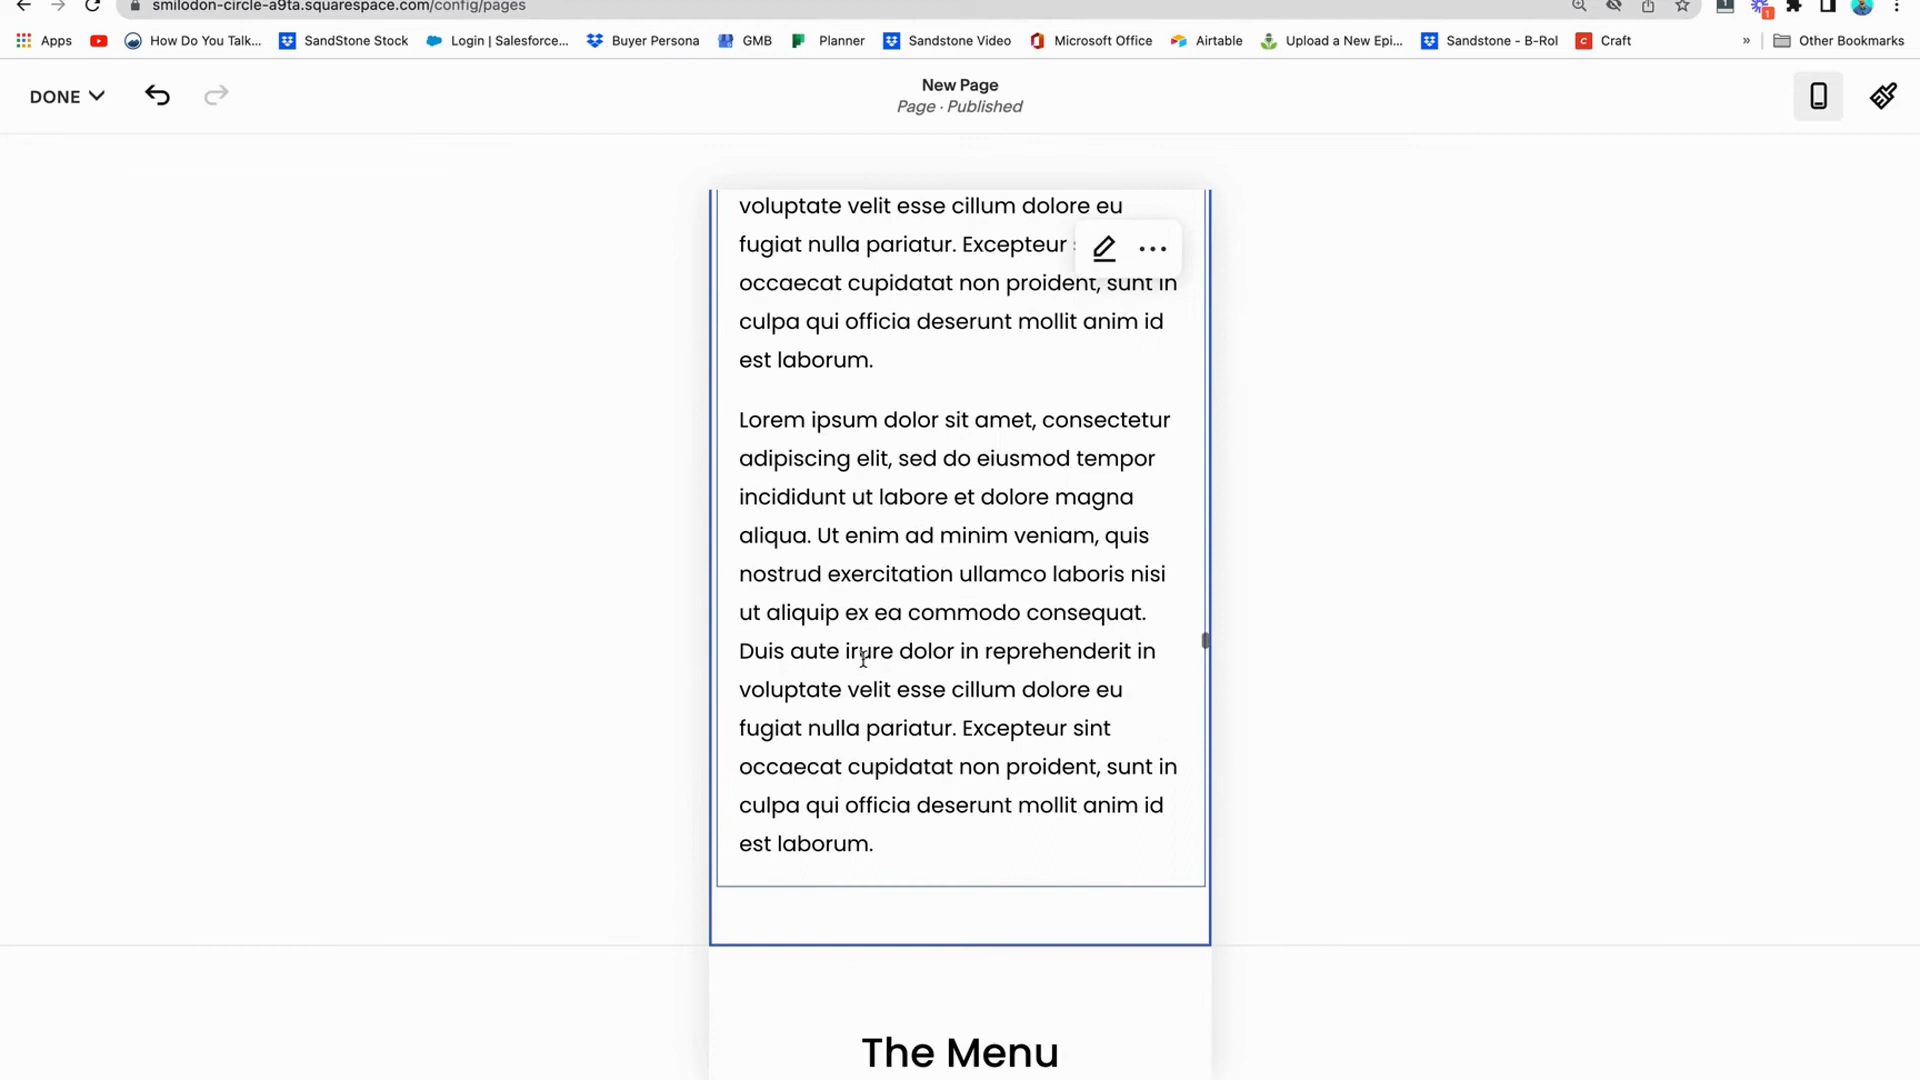 smilodon-circle-a9ta.squarespace.com/config/pages
Apps How Do You Talk... SandStone Stock Login | Salesforce... Buyer Persona GMB Planner Sandstone Video Microsoft Office Airtable Upload a New Epi... Sandstone - B-Rol Craft » Other Bookmarks
DONE
New Page
Page · Published
voluptate velit esse cillum dolore eu
fugiat nulla pariatur. Excepteur
occaecat cupidatat non proident, sunt in
culpa qui officia deserunt mollit anim id
est laborum.
Lorem ipsum dolor sit amet, consectetur
adipiscing elit, sed do eiusmod tempor
incididunt ut labore et dolore magna
aliqua. Ut enim ad minim veniam, quis
nostrud exercitation ullamco laboris nisi
ut aliquip ex ea commodo consequat.
Duis aute irure dolor in reprehenderit in
voluptate velit esse cillum dolore eu
fugiat nulla pariatur. Excepteur sint
occaecat cupidatat non proident, sunt in
culpa qui officia deserunt mollit anim id
est laborum.
The Menu